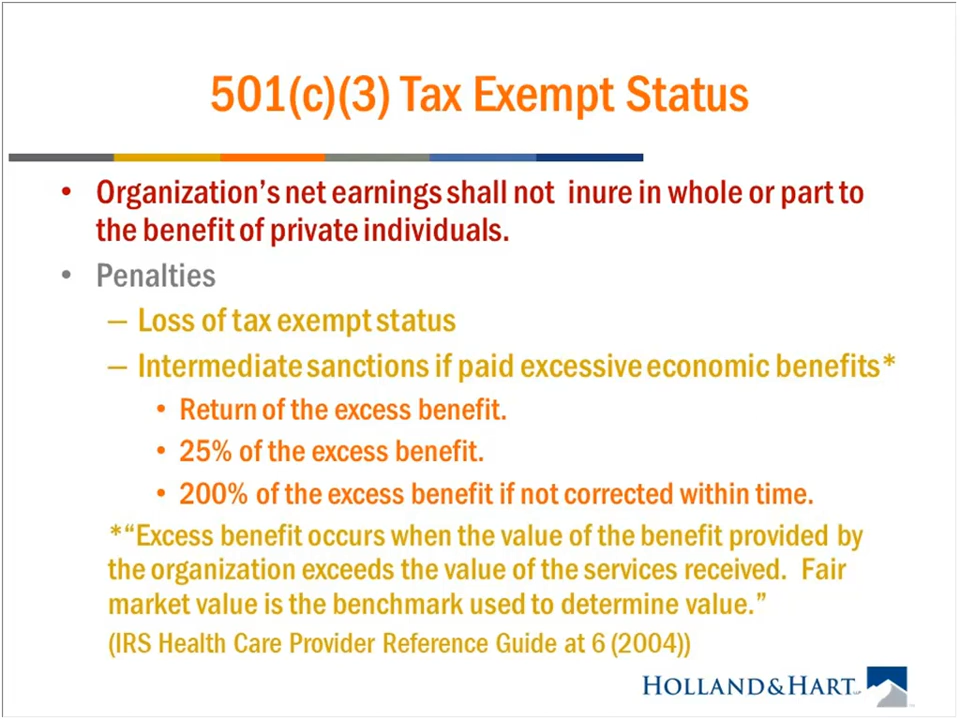 501(c)(3) Tax Exempt Status
• Organization's net earnings shall not inure in whole or part to
the benefit of private individuals.
• Penalties
– Loss of tax exempt status
– Intermediate sanctions if paid excessive economic benefits*
• Return of the excess benefit.
• 25% of the excess benefit.
• 200% of the excess benefit if not corrected within time.
*“Excess benefit occurs when the value of the benefit provided by
the organization exceeds the value of the services received. Fair
market value is the benchmark used to determine value.”
(IRS Health Care Provider Reference Guide at 6 (2004))
HOLLAND&HART LLP